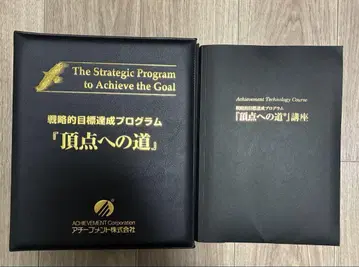 The Strategic Program
to Achieve the Goal
戦略的目標達成プログラム
『頂点への道』
ACHIEVEMENT Corporation
アチーブメント株式会社
Achievement Technology Course
戦略的目標達成プログラム
『頂点への道®』講座